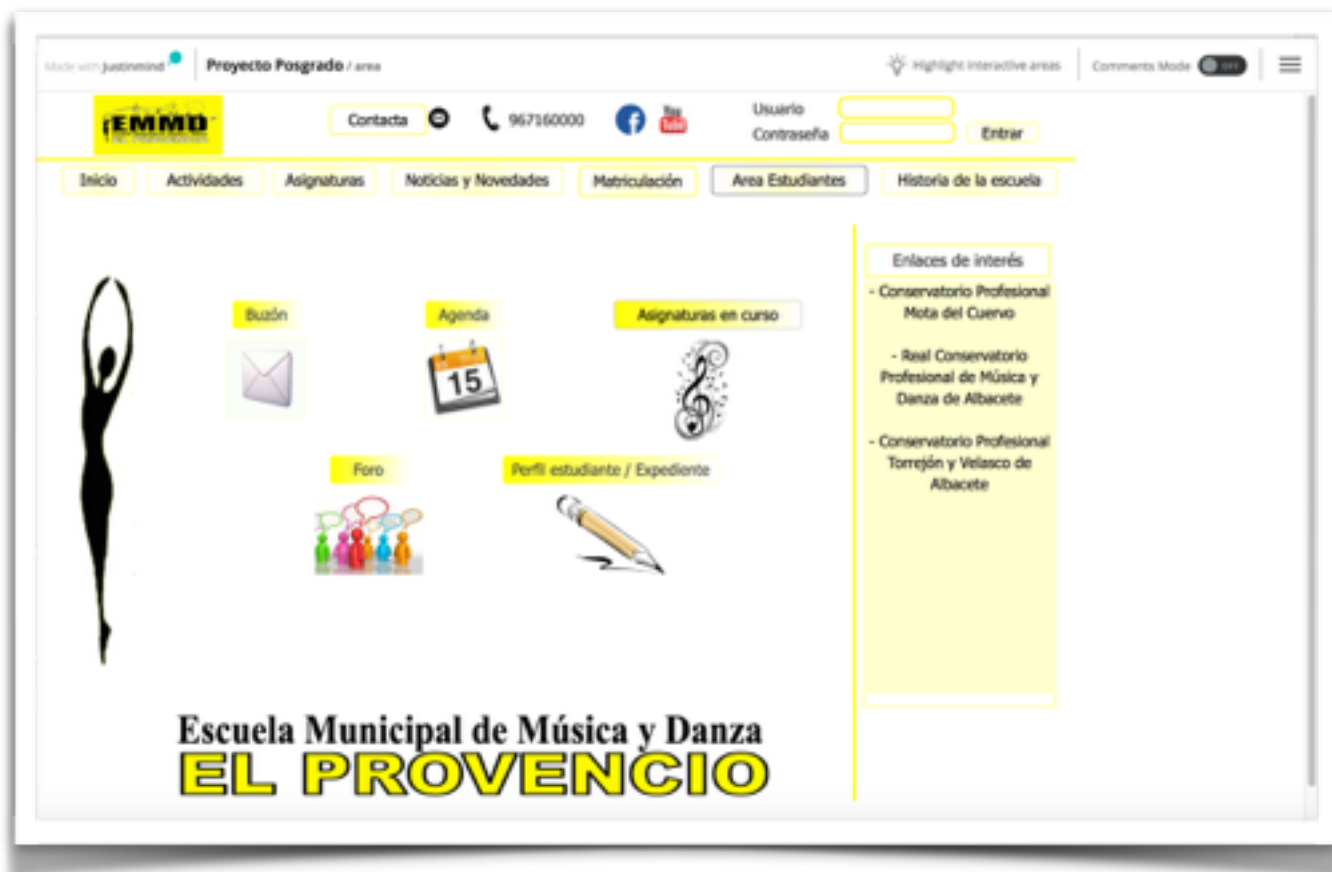 Made with Justinmind
Proyecto Posgrado / area
Highlight interactive areas
Comments Mode
OFF
EMMD
Contacta
967160000
You
Tube
Usuario
Contraseña
Entrar
Inicio
Actividades
Asignaturas
Noticias y Novedades
Matriculación
Area Estudiantes
Historia de la escuela
Buzón
Agenda
Asignaturas en curso
15
Foro
Perfil estudiante / Expediente
Enlaces de interés
- Conservatorio Profesional
Mota del Cuervo
- Real Conservatorio
Profesional de Música y
Danza de Albacete
- Conservatorio Profesional
Torrejón y Velasco de
Albacete
Escuela Municipal de Música y Danza
EL PROVENCIO